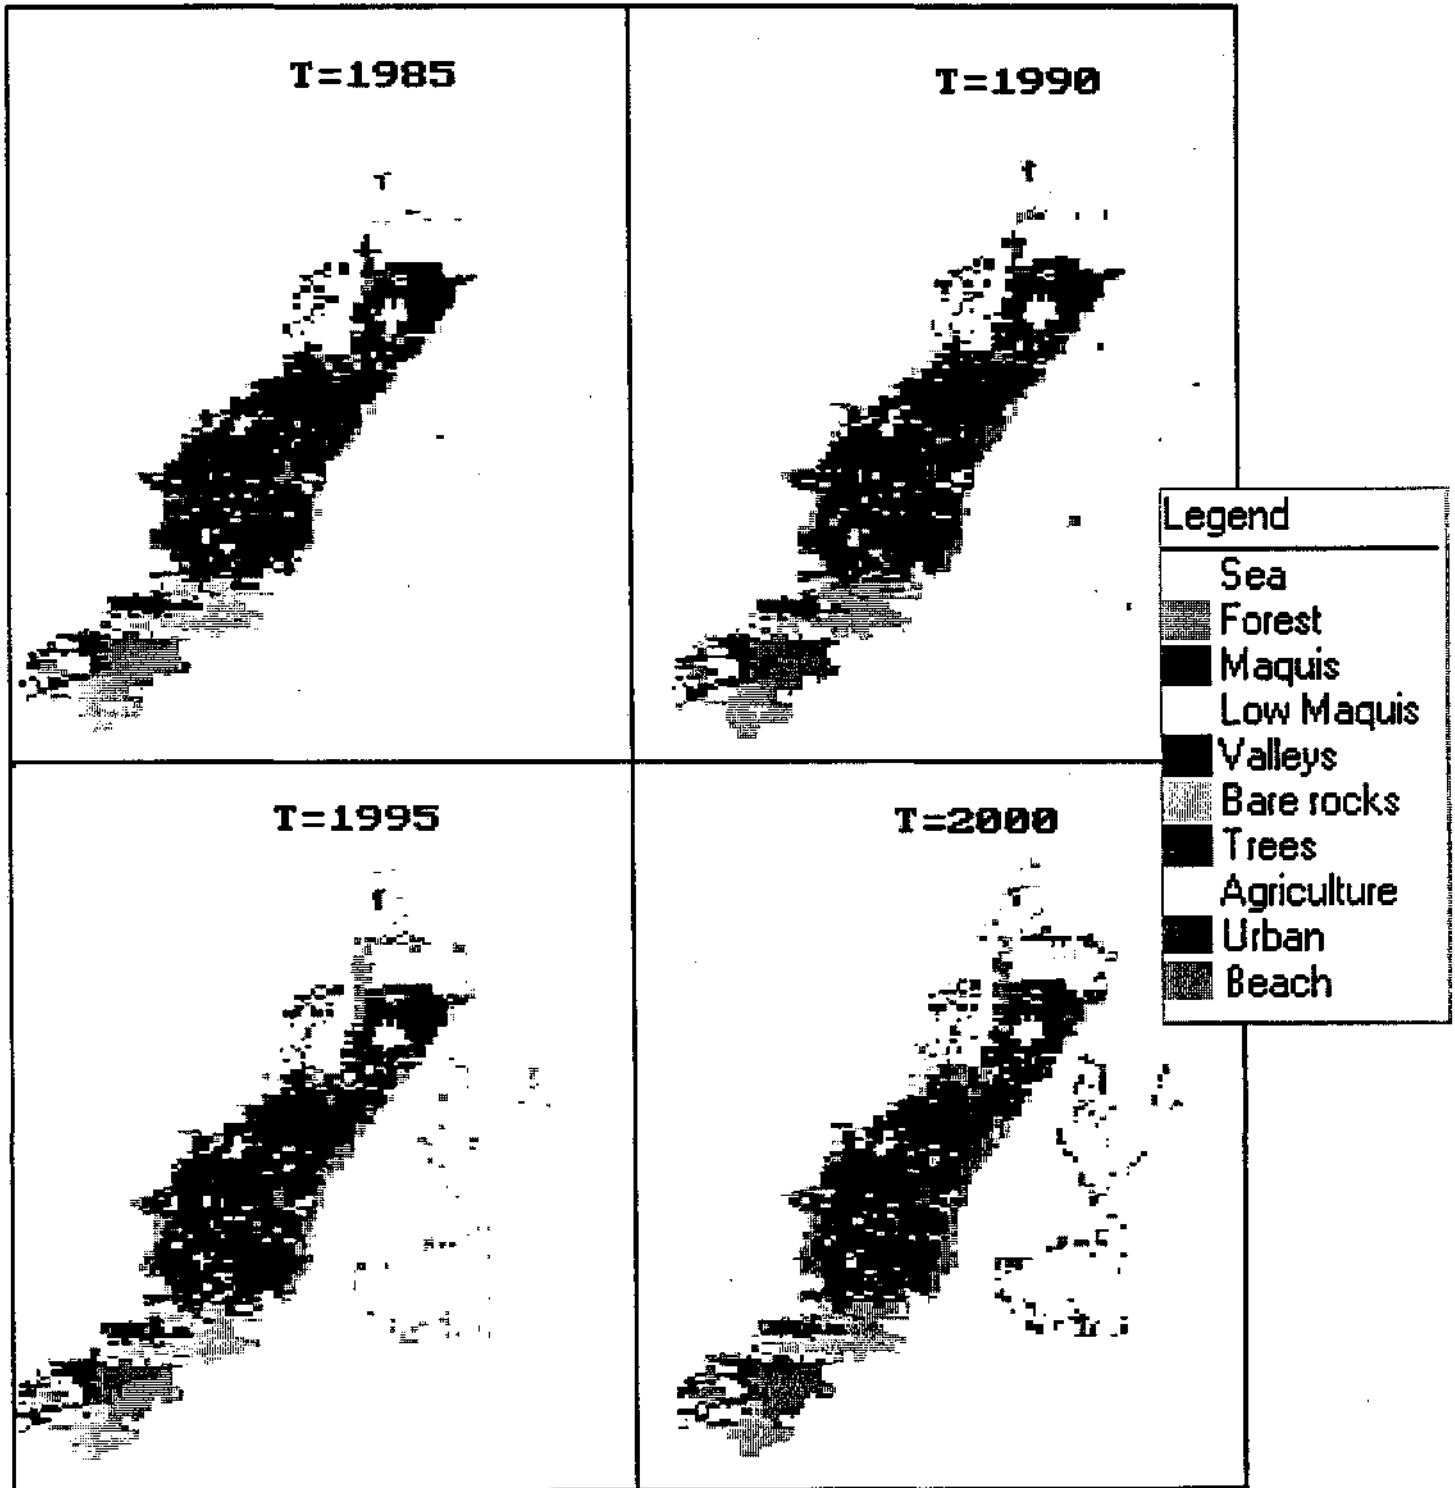 T=1985
T=1990
Legend
Sea
Forest
Maquis
Low Maquis
Valleys
Bare rocks
Trees
Agriculture
Urban
Beach
T=1995
T=2000